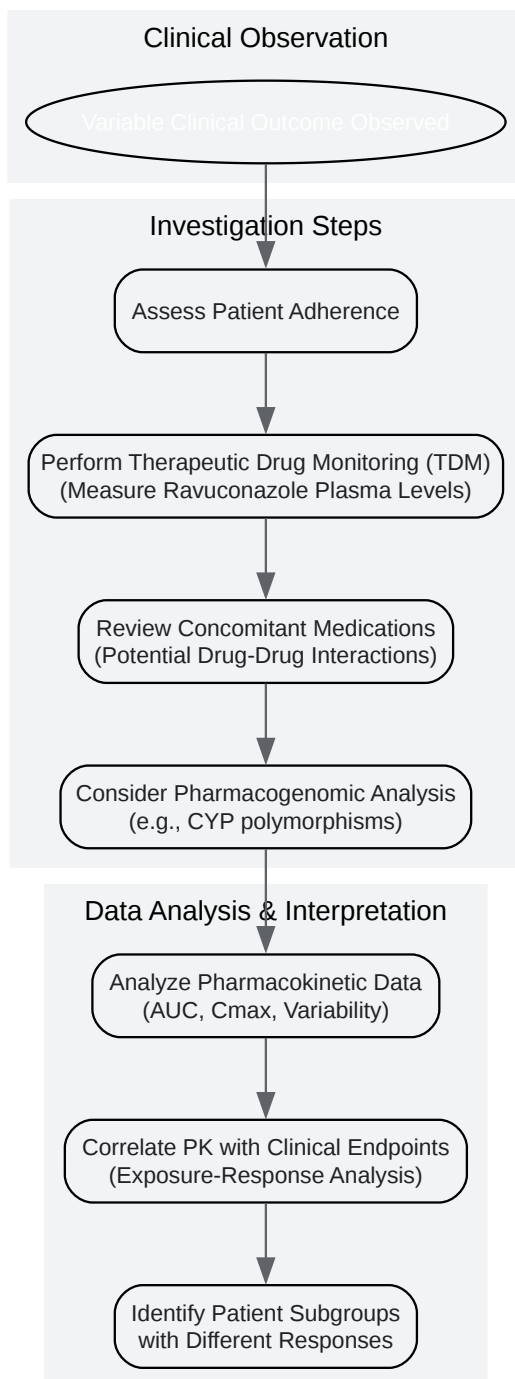 Clinical Observation
Variable Clinical Outcome Observed
Investigation Steps
Assess Patient Adherence
Perform Therapeutic Drug Monitoring (TDM)
(Measure Ravuconazole Plasma Levels)
Review Concomitant Medications
(Potential Drug-Drug Interactions)
Consider Pharmacogenomic Analysis
(e.g., CYP polymorphisms)
Data Analysis & Interpretation
Analyze Pharmacokinetic Data
(AUC, Cmax, Variability)
Correlate PK with Clinical Endpoints
(Exposure-Response Analysis)
Identify Patient Subgroups
with Different Responses